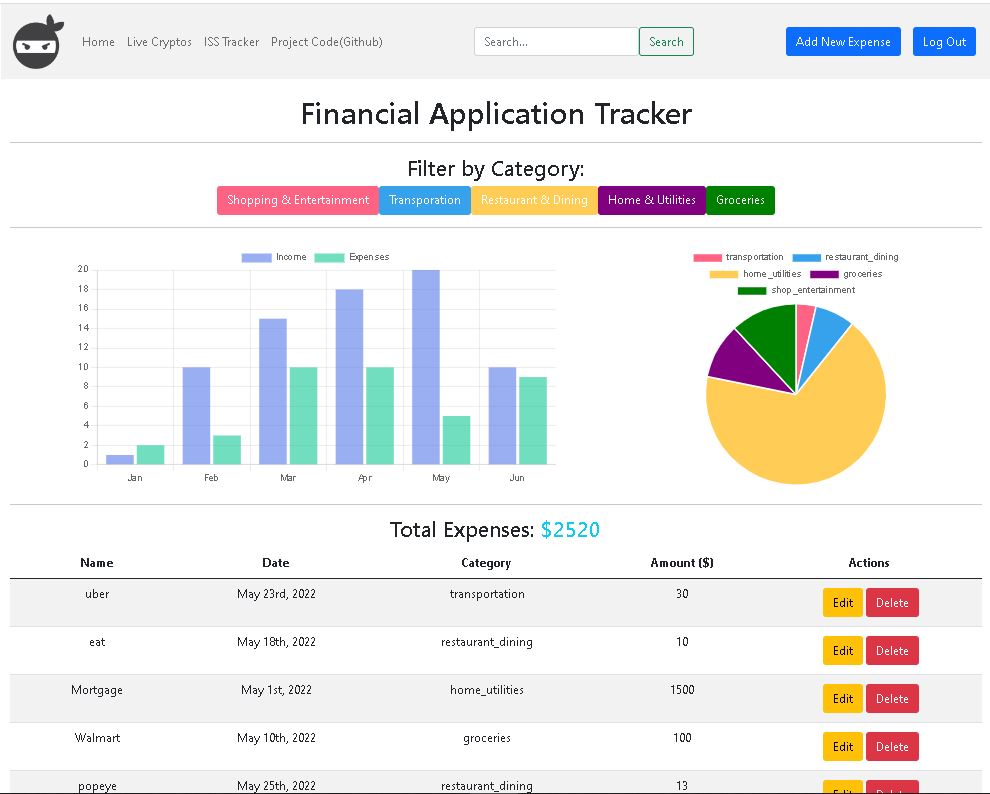 Home Live Cryptos ISS Tracker Project Code(Github) Search... Search Add New Expense Log Out
Financial Application Tracker
Filter by Category:
Shopping & Entertainment Transporation Restaurant & Dining Home & Utilities Groceries
Income Expenses
20
18
16
14
12
10
8
6
4
2
0
Jan Feb Mar Apr May Jun
transportation restaurant_dining
home_utilities groceries
shop_entertainment
Total Expenses: $2520
Name Date Category Amount ($) Actions
uber May 23rd, 2022 transportation 30 Edit Delete
eat May 18th, 2022 restaurant_dining 10 Edit Delete
Mortgage May 1st, 2022 home_utilities 1500 Edit Delete
Walmart May 10th, 2022 groceries 100 Edit Delete
popeye May 25th, 2022 restaurant_dining 13 Edit Delete